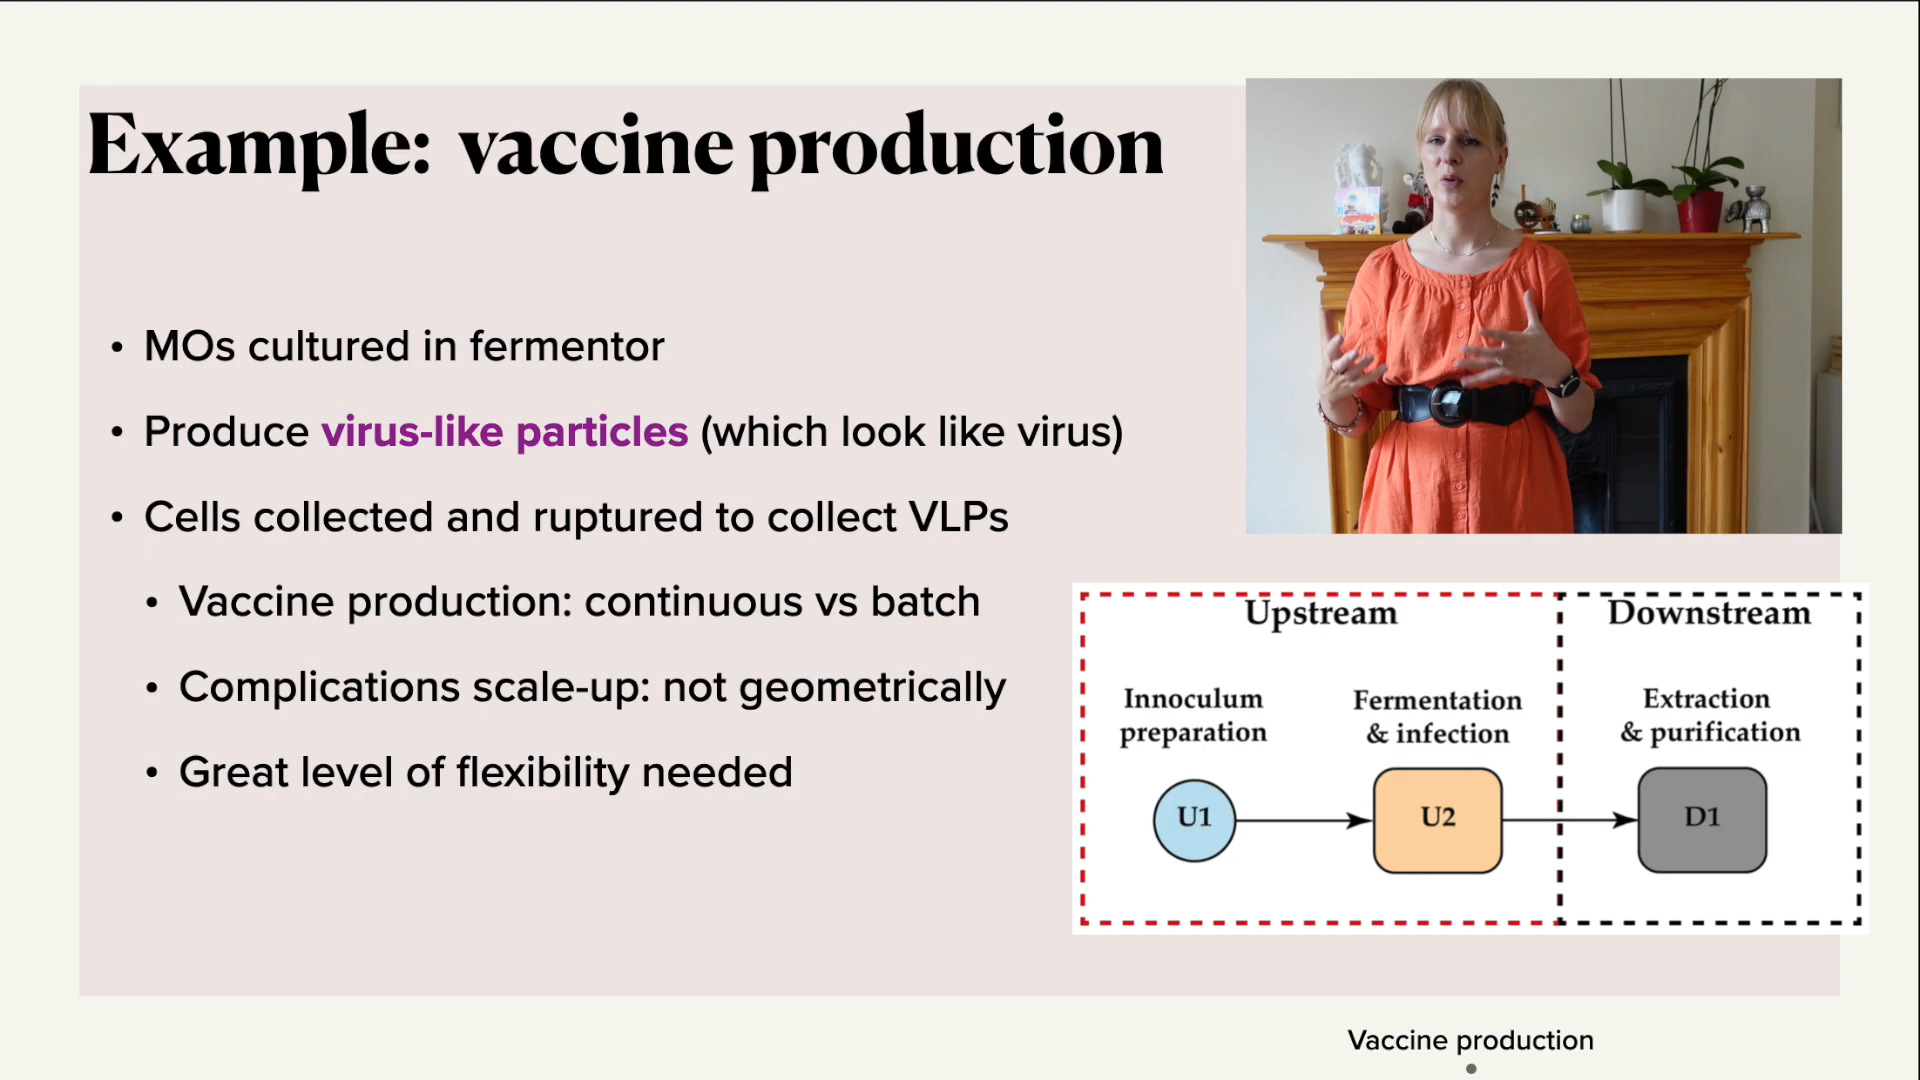 Example: vaccine production
• MOs cultured in fermentor
• Produce virus-like particles (which look like virus)
• Cells collected and ruptured to collect VLPs
• Vaccine production: continuous vs batch
• Complications scale-up: not geometrically
• Great level of flexibility needed
Upstream
Downstream
Innoculum
preparation
Fermentation
& infection
Extraction
& purification
U1
U2
D1
Vaccine production